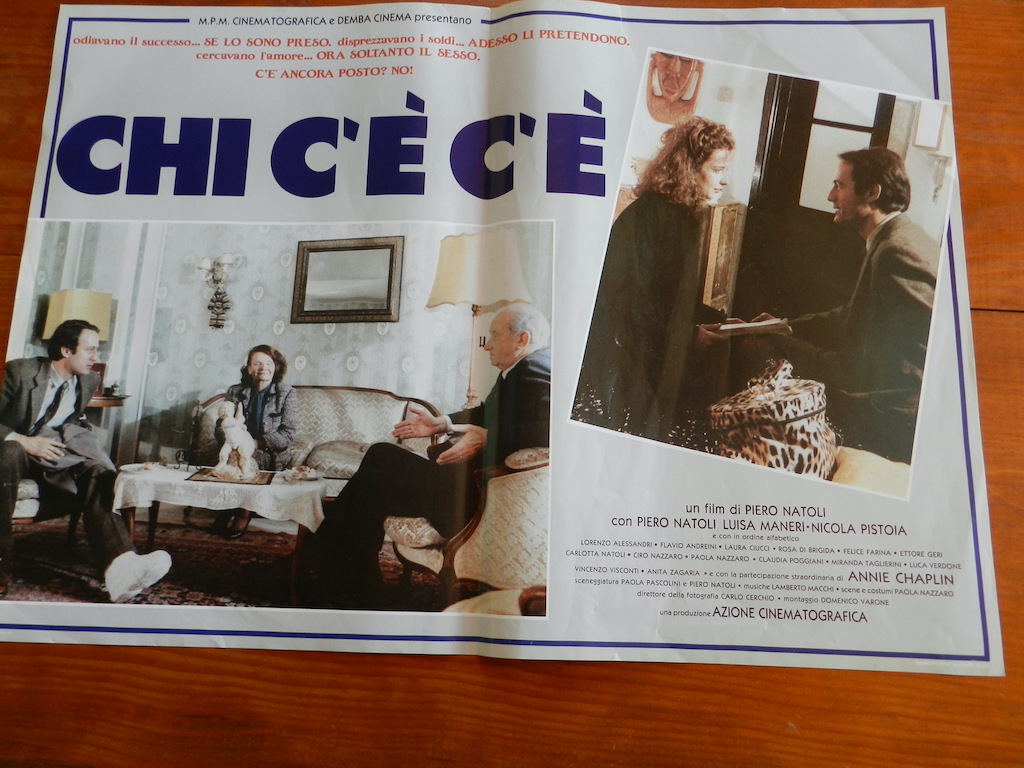 M.P.M. CINEMATOGRAFICA e DEMBA CINEMA presentano
odiavano il successo... SE LO SONO PRESO. disprezzavano i soldi... ADESSO LI PRETENDONO.
cercavano l'amore... ORA SOLTANTO IL SESSO.
C'E' ANCORA POSTO? NO!
CHI C'È C'È
un film di PIERO NATOLI
con PIERO NATOLI LUISA MANERI • NICOLA PISTOIA
e con in ordine alfabetico
LORENZO ALESSANDRI • FLAVIO ANDREINI • LAURA CIUCCI • ROSA DI BRIGIDA • FELICE FARINA • ETTORE GERI
CARLOTTA NATOLI • CIRO NAZZARO • PAOLA NAZZARO • CLAUDIA POGGIANI • MIRANDA TAGLIERINI • LUCA VERDONE
VINCENZO VISCONTI • ANITA ZAGARIA • e con la partecipazione straordinaria di ANNIE CHAPLIN
sceneggiatura PAOLA PASCOLINI e PIERO NATOLI • musiche LAMBERTO MACCHI • scene e costumi PAOLA NAZZARO
direttore della fotografia CARLO CERCHIO • montaggio DOMENICO VARONE
una produzione AZIONE CINEMATOGRAFICA